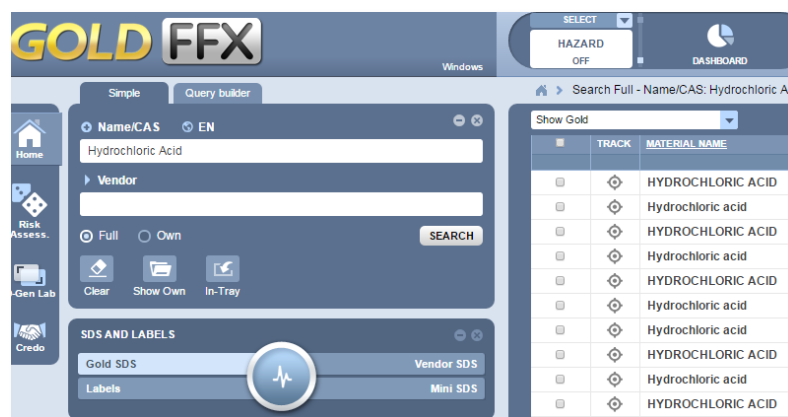 GOLD FFX
Windows
SELECT
HAZARD
OFF
DASHBOARD
Simple
Query builder
Search Full - Name/CAS: Hydrochloric A
Home
Risk
Assess.
-Gen Lab
Credo
Name/CAS
EN
Hydrochloric Acid
Vendor
Full
Own
SEARCH
Clear
Show Own
In-Tray
SDS AND LABELS
Gold SDS
Vendor SDS
Labels
Mini SDS
Show Gold
TRACK
MATERIAL NAME
HYDROCHLORIC ACID
Hydrochloric acid
HYDROCHLORIC ACID
Hydrochloric acid
HYDROCHLORIC ACID
Hydrochloric acid
Hydrochloric acid
HYDROCHLORIC ACID
Hydrochloric acid
HYDROCHLORIC ACID